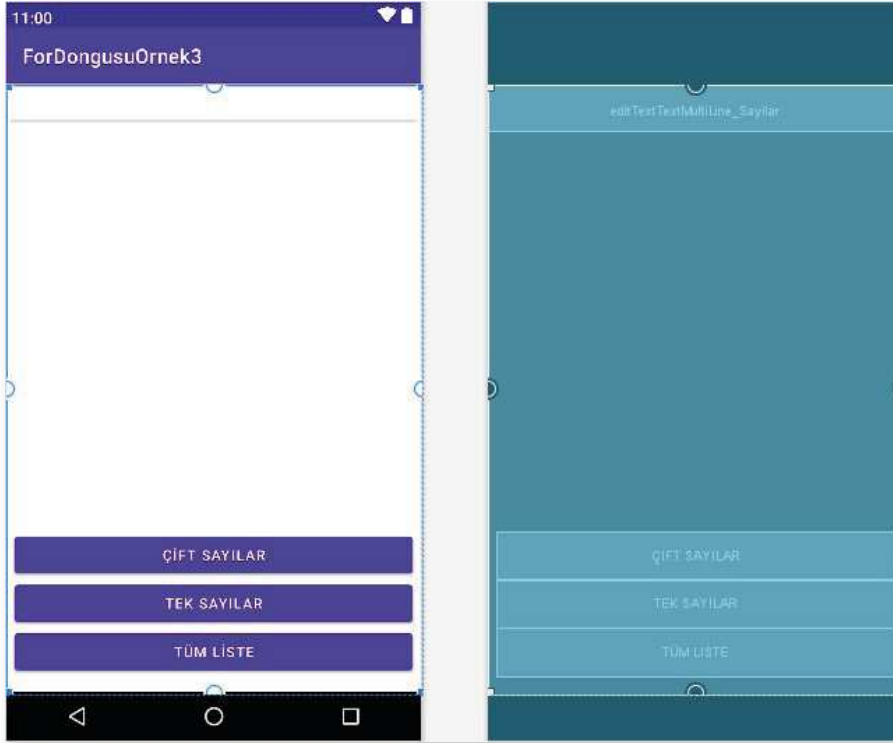 11:00
ForDongusuOrnek3
editTextTextMultiLine_Sayilar
ÇİFT SAYILAR
TEK SAYILAR
TÜM LİSTE
ÇİFT SAYILAR
TEK SAYILAR
TÜM LİSTE